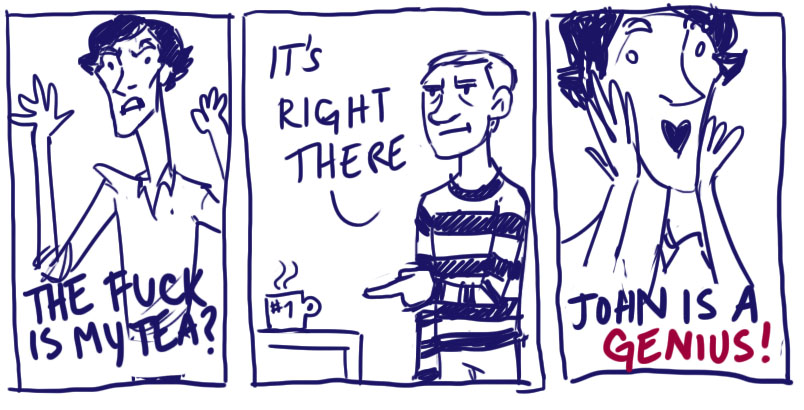 THE FUCK
IS MY TEA?
IT'S
RIGHT
THERE
#1
JOHN IS A
GENIUS!